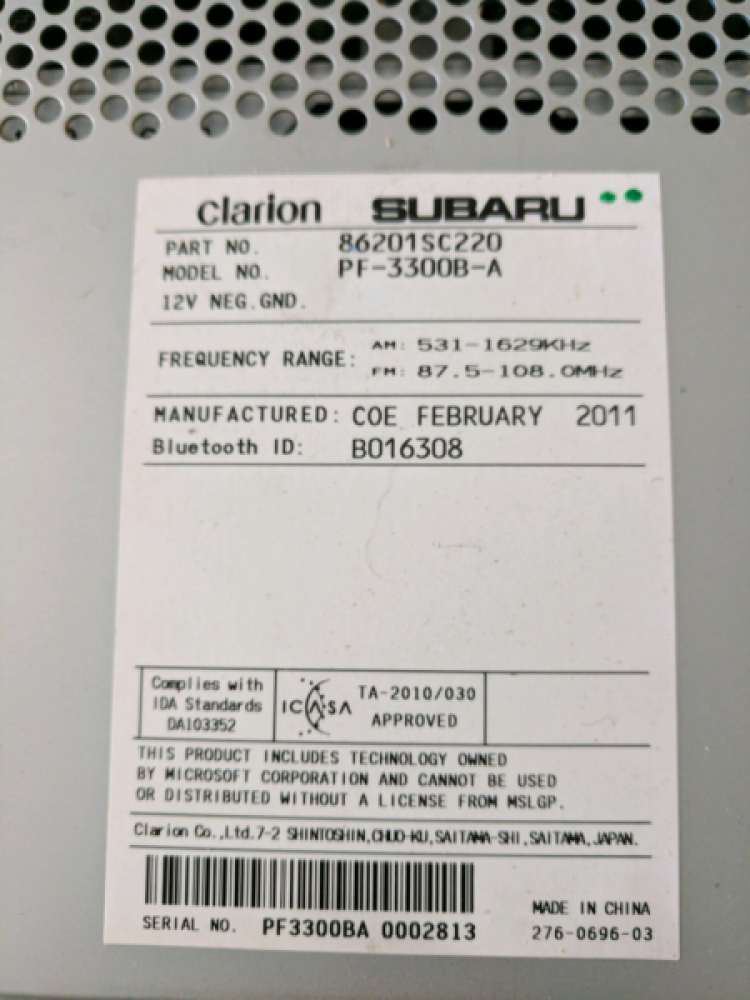 clarion SUBARU
PART NO. 86201SC220
MODEL NO. PF-3300B-A
12V NEG.GND.
FREQUENCY RANGE: AM: 531-1629KHz
FM: 87.5-108.0MHz
MANUFACTURED: COE FEBRUARY 2011
Bluetooth ID: B016308
Complies with
IDA Standards
DA103352
ICASA
TA-2010/030
APPROVED
THIS PRODUCT INCLUDES TECHNOLOGY OWNED
BY MICROSOFT CORPORATION AND CANNOT BE USED
OR DISTRIBUTED WITHOUT A LICENSE FROM MSLGP.
Clarion Co.,Ltd.7-2 SHINTOSHIN,CHUO-KU,SAITAMA-SHI,SAITAMA,JAPAN.
SERIAL NO. PF3300BA 0002813
MADE IN CHINA
276-0696-03